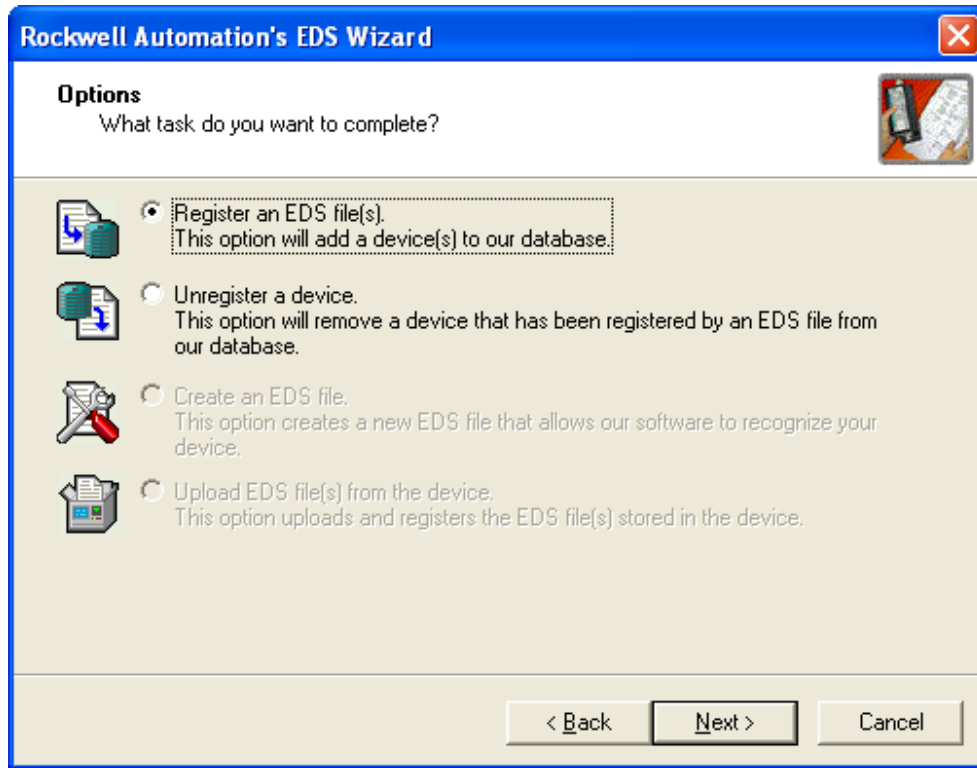 Rockwell Automation's EDS Wizard
Options
What task do you want to complete?
Register an EDS file(s).
This option will add a device(s) to our database.
Unregister a device.
This option will remove a device that has been registered by an EDS file from
our database.
Create an EDS file.
This option creates a new EDS file that allows our software to recognize your
device.
Upload EDS file(s) from the device.
This option uploads and registers the EDS file(s) stored in the device.
< Back
Next >
Cancel